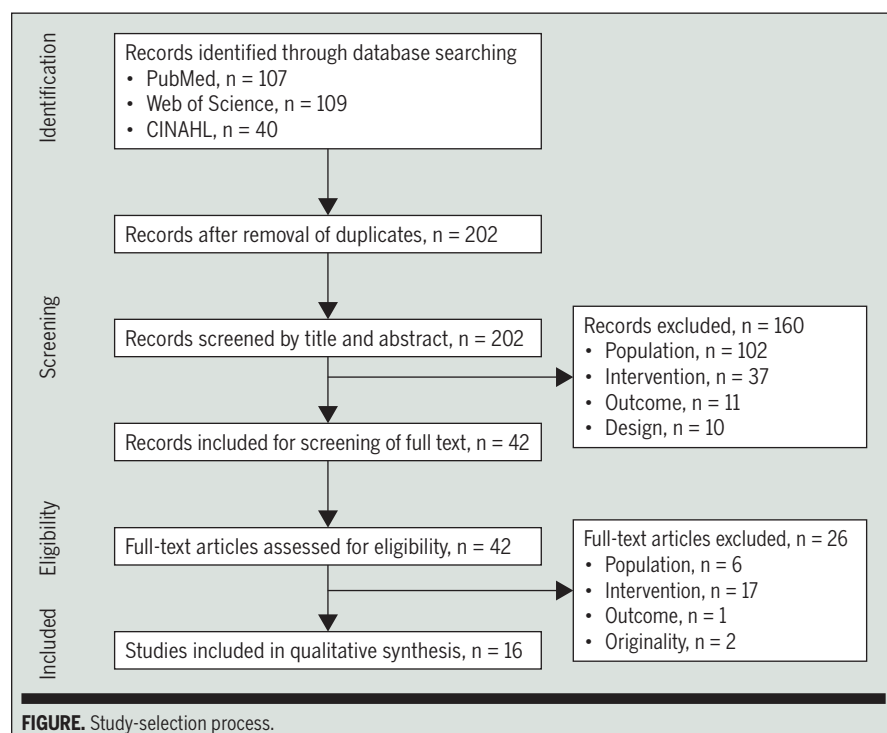 Identification
Records identified through database searching
• PubMed, n = 107
• Web of Science, n = 109
• CINAHL, n = 40
Records after removal of duplicates, n = 202
Screening
Records screened by title and abstract, n = 202
Records excluded, n = 160
• Population, n = 102
• Intervention, n = 37
• Outcome, n = 11
• Design, n = 10
Records included for screening of full text, n = 42
Eligibility
Full-text articles assessed for eligibility, n = 42
Full-text articles excluded, n = 26
• Population, n = 6
• Intervention, n = 17
• Outcome, n = 1
• Originality, n = 2
Included
Studies included in qualitative synthesis, n = 16
FIGURE. Study-selection process.